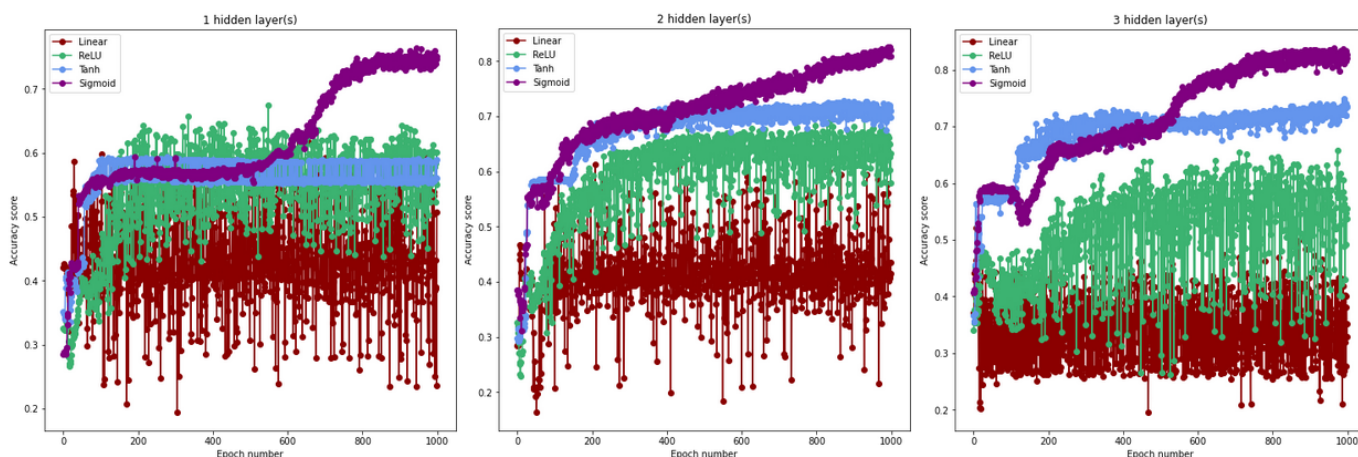 1 hidden layer(s)
Linear
ReLU
Tanh
Sigmoid
Accuracy score
0.7
0.6
0.5
0.4
0.3
0.2
0
200
400
600
800
1000
Epoch number
2 hidden layer(s)
Linear
ReLU
Tanh
Sigmoid
Accuracy score
0.8
0.7
0.6
0.5
0.4
0.3
0.2
0
200
400
600
800
1000
Epoch number
3 hidden layer(s)
Linear
ReLU
Tanh
Sigmoid
Accuracy score
0.8
0.7
0.6
0.5
0.4
0.3
0.2
0
200
400
600
800
1000
Epoch number